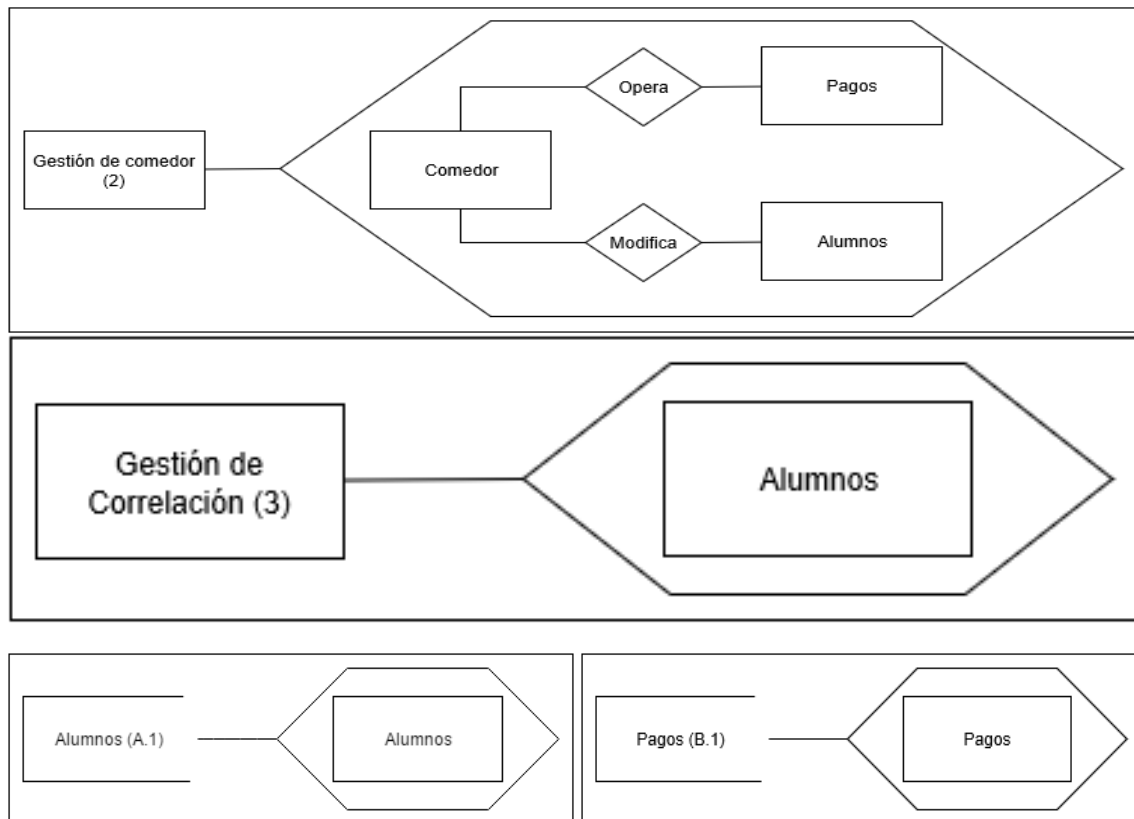 Opera
Pagos
Gestión de comedor
(2)
Comedor
Modifica
Alumnos
Gestión de
Correlación (3)
Alumnos
Alumnos (A.1)
Alumnos
Pagos (B.1)
Pagos